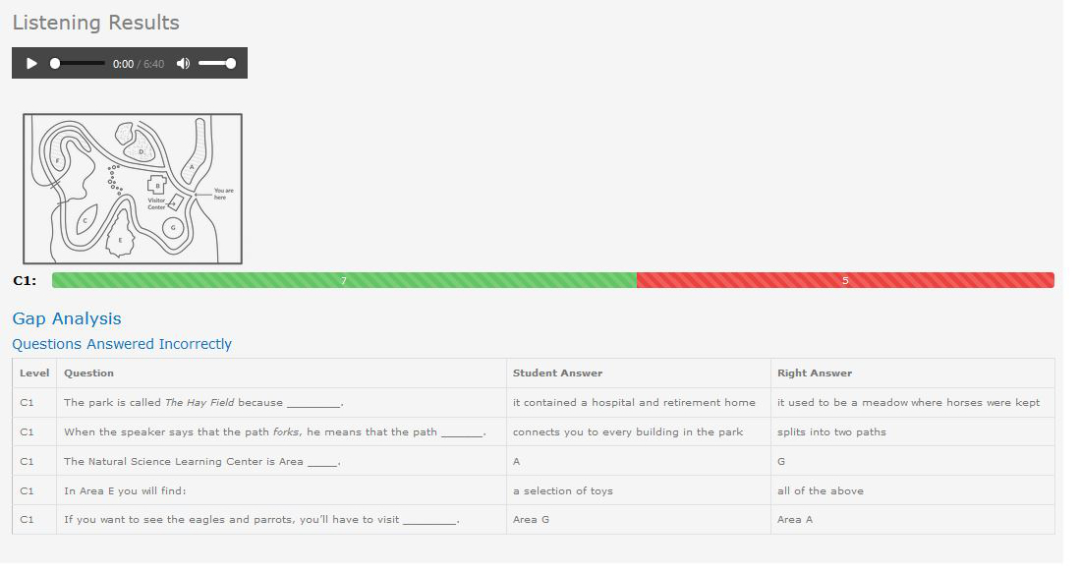 Listening Results
0:00 / 6:40
D
F
A
B
You are
here
Visitor
Center
C
G
E
C1: 7 5
Gap Analysis
Questions Answered Incorrectly
Level Question Student Answer Right Answer
C1 The park is called The Hay Field because ________. it contained a hospital and retirement home it used to be a meadow where horses were kept
C1 When the speaker says that the path forks, he means that the path ______. connects you to every building in the park splits into two paths
C1 The Natural Science Learning Center is Area ____. A G
C1 In Area E you will find: a selection of toys all of the above
C1 If you want to see the eagles and parrots, you'll have to visit ________. Area G Area A